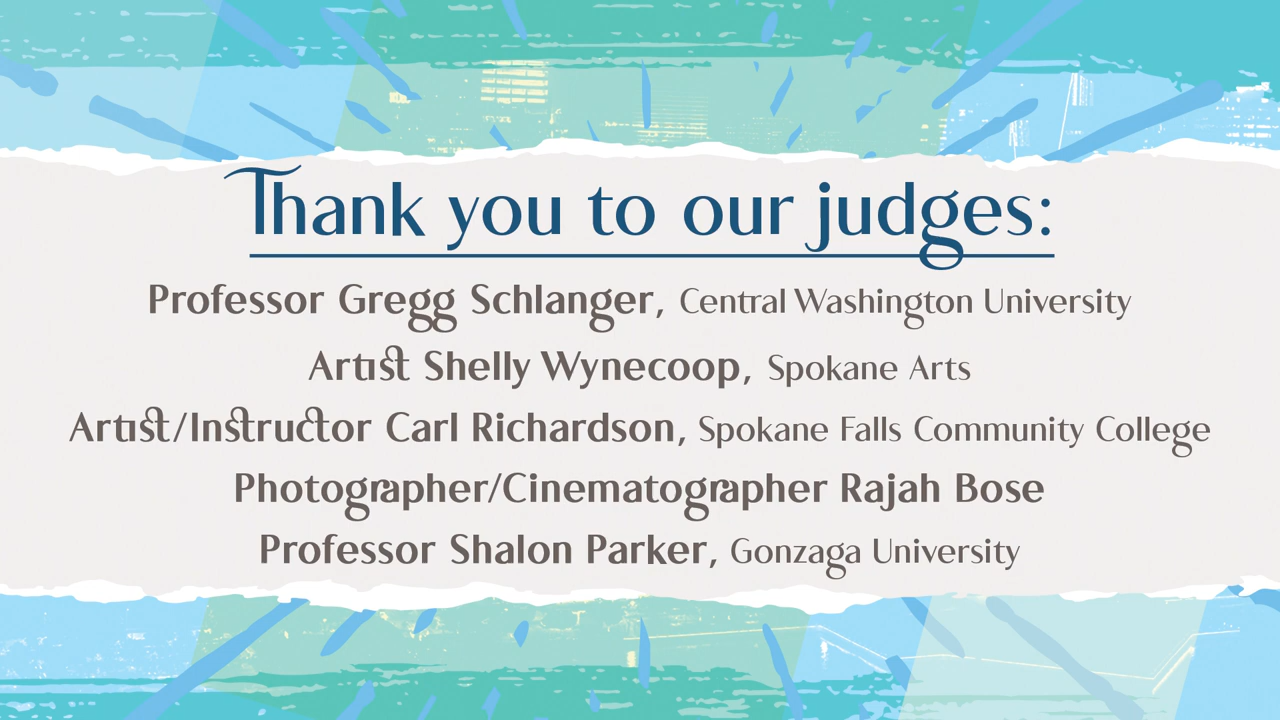 Thank you to our judges:
Professor Gregg Schlanger, Central Washington University
Artist Shelly Wynecoop, Spokane Arts
Artist/Instructor Carl Richardson, Spokane Falls Community College
Photographer/Cinematographer Rajah Bose
Professor Shalon Parker, Gonzaga University